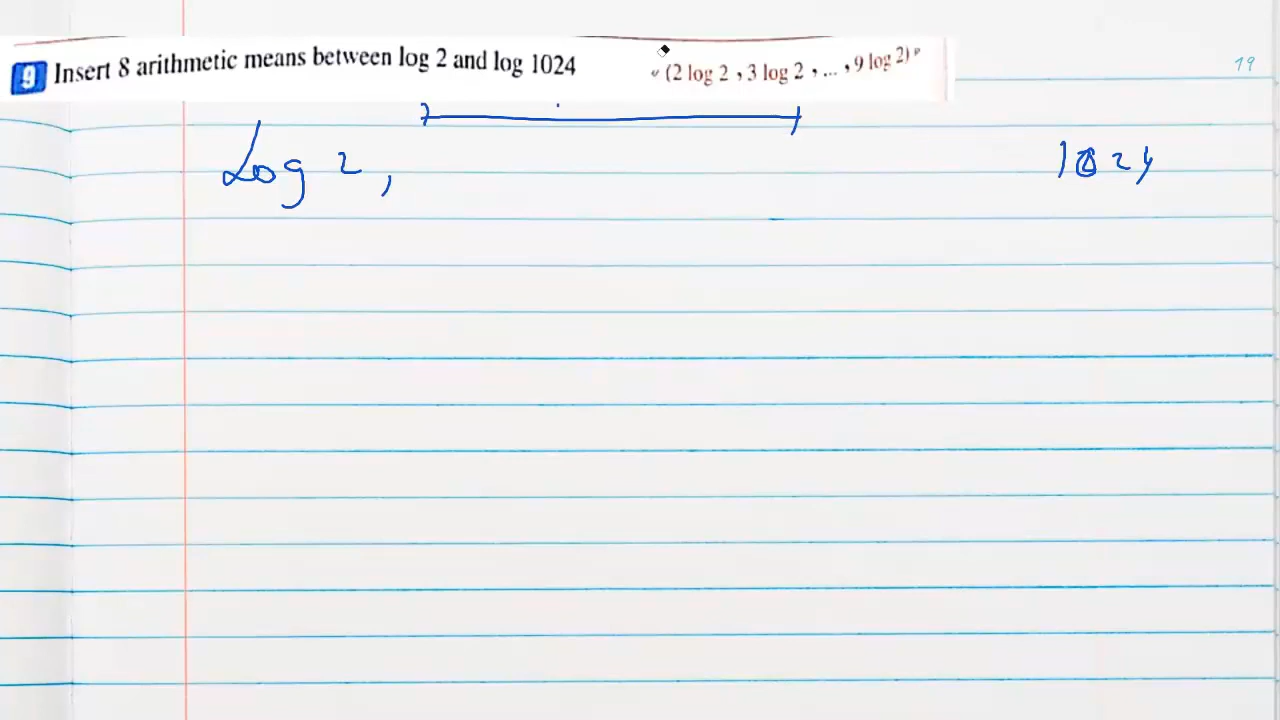 9 Insert 8 arithmetic means between log 2 and log 1024 « (2 log 2 , 3 log 2 , ... , 9 log 2) »
19
Log 2 , 1024